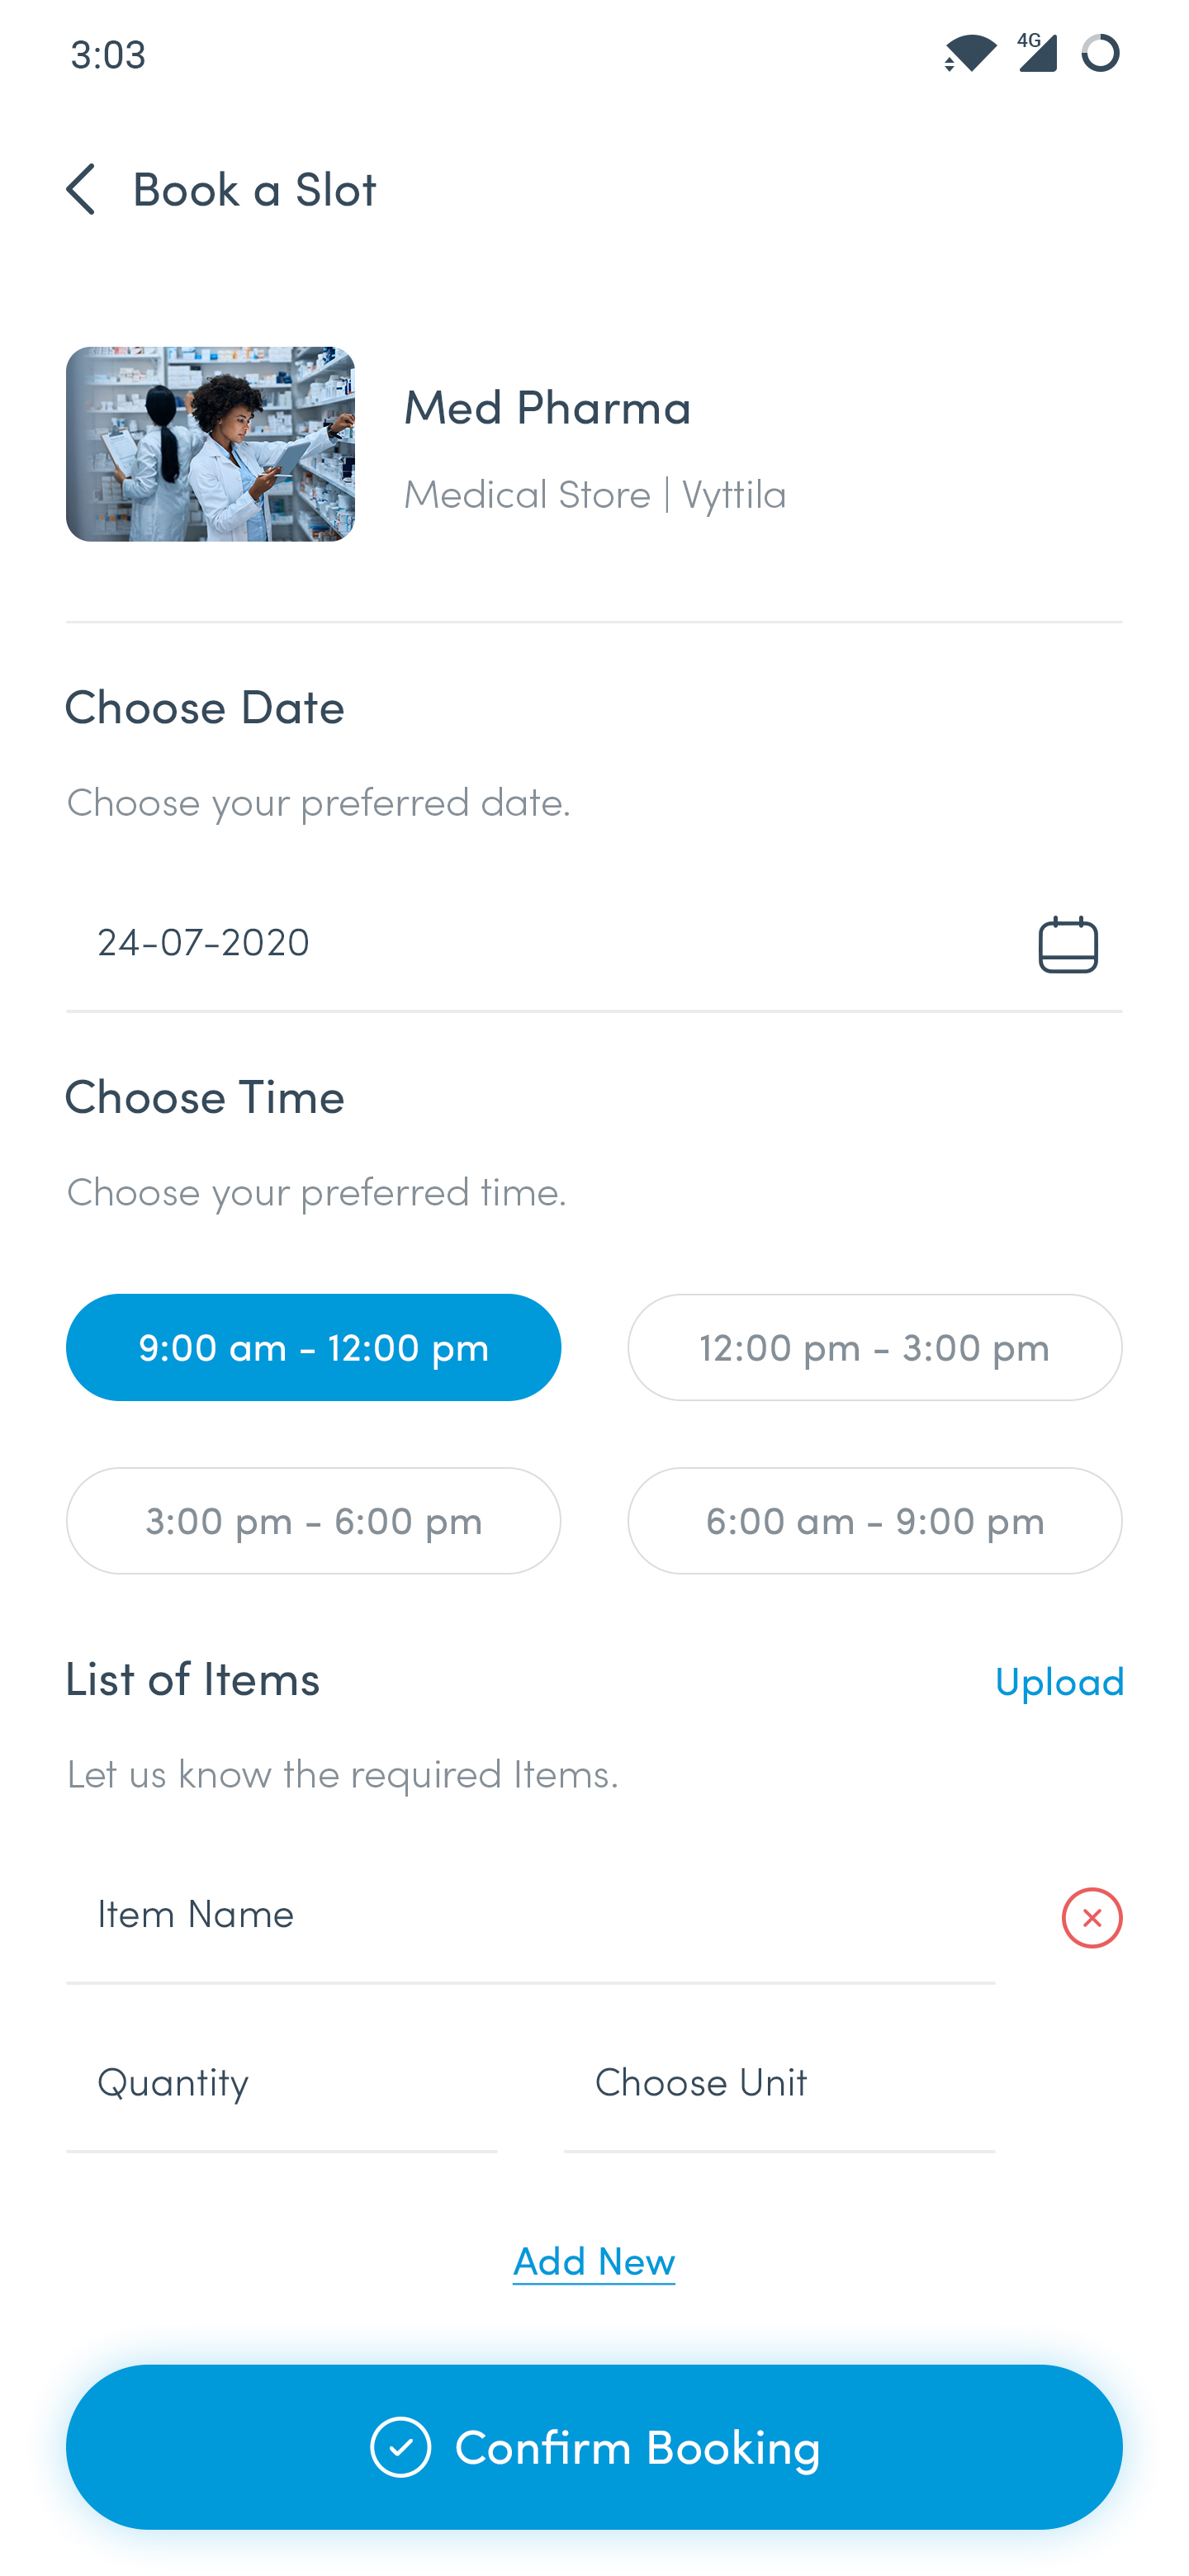 3:03
4G
Book a Slot
Med Pharma
Medical Store | Vyttila
Choose Date
Choose your preferred date.
24-07-2020
Choose Time
Choose your preferred time.
9:00 am - 12:00 pm
12:00 pm - 3:00 pm
3:00 pm - 6:00 pm
6:00 am - 9:00 pm
List of Items
Upload
Let us know the required Items.
Item Name
Quantity
Choose Unit
Add New
Confirm Booking